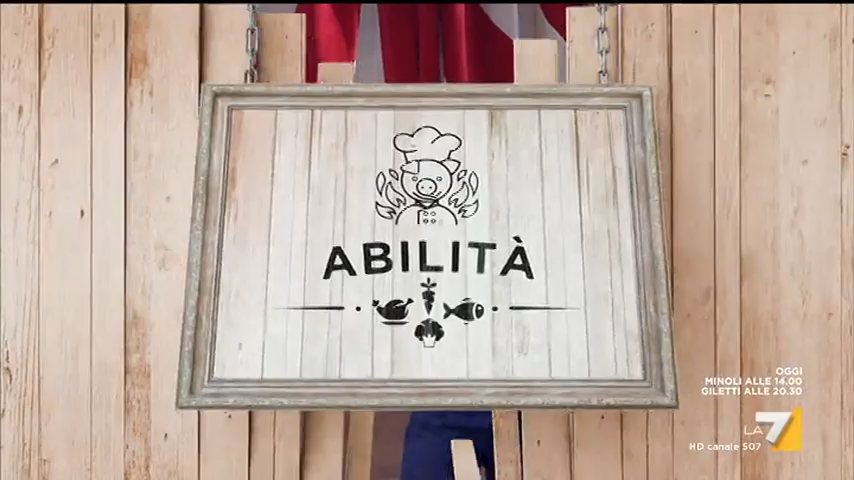 ABILITÀ
OGGI
MINOLI ALLE 14.00
GILETTI ALLE 20.30
LA7
HD canale 507